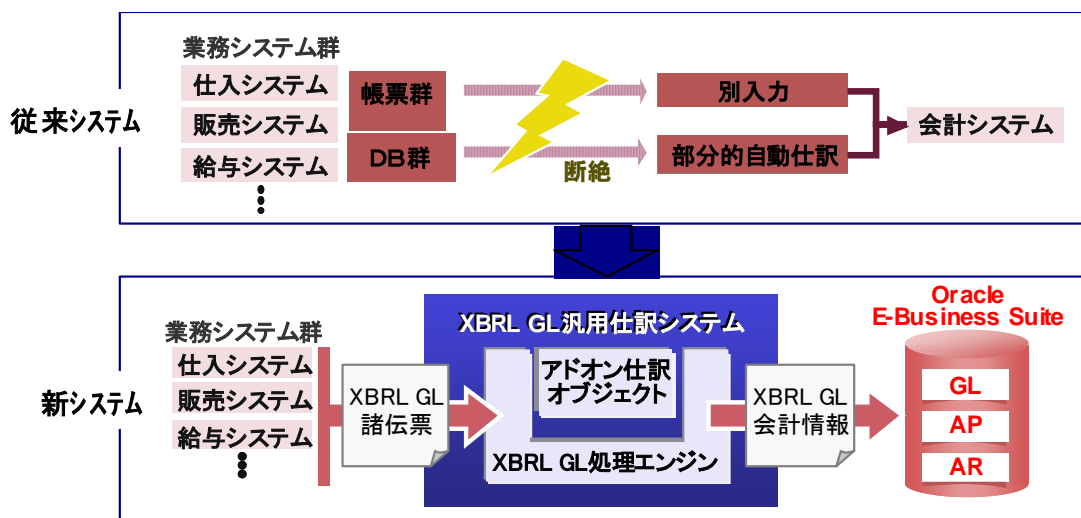 従来システム
業務システム群
仕入システム
販売システム
給与システム
帳票群
DB群
断絶
別入力
部分的自動仕訳
会計システム
新システム
業務システム群
仕入システム
販売システム
給与システム
XBRL GL
諸伝票
XBRL GL汎用仕訳システム
アドオン仕訳
オブジェクト
XBRL GL処理エンジン
XBRL GL
会計情報
Oracle
E-Business Suite
GL
AP
AR